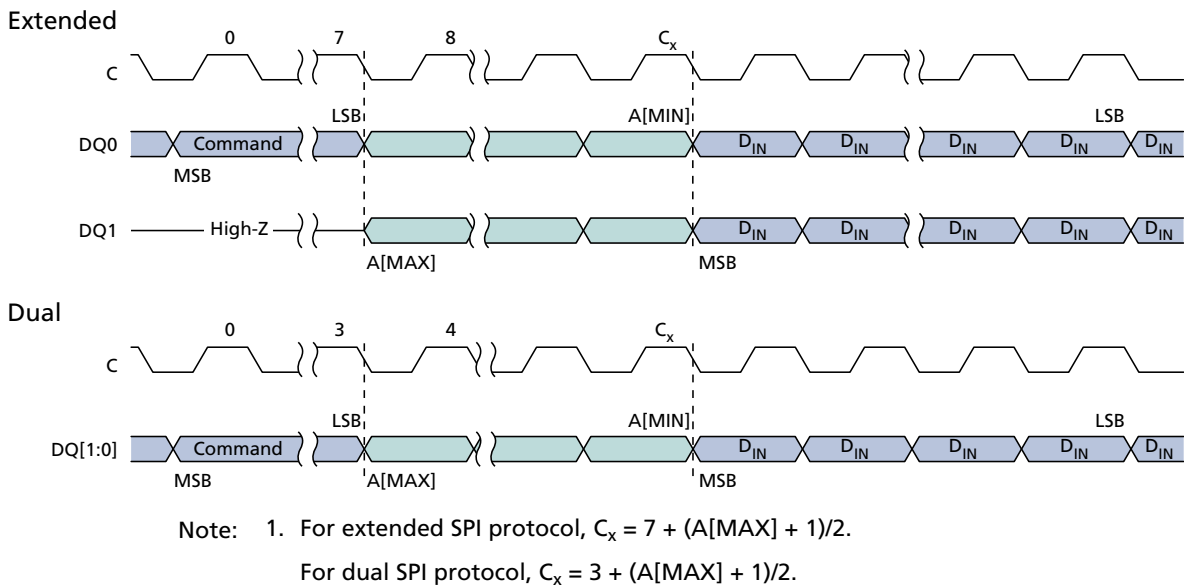 Extended
0 7 8 Cx
C
LSB A[MIN] LSB
DQ0 Command DIN DIN DIN DIN DIN
MSB
DQ1 High-Z DIN DIN DIN DIN DIN
A[MAX] MSB
Dual
0 3 4 Cx
C
LSB A[MIN] LSB
DQ[1:0] Command DIN DIN DIN DIN DIN
MSB A[MAX] MSB
Note: 1. For extended SPI protocol, Cx = 7 + (A[MAX] + 1)/2.
For dual SPI protocol, Cx = 3 + (A[MAX] + 1)/2.